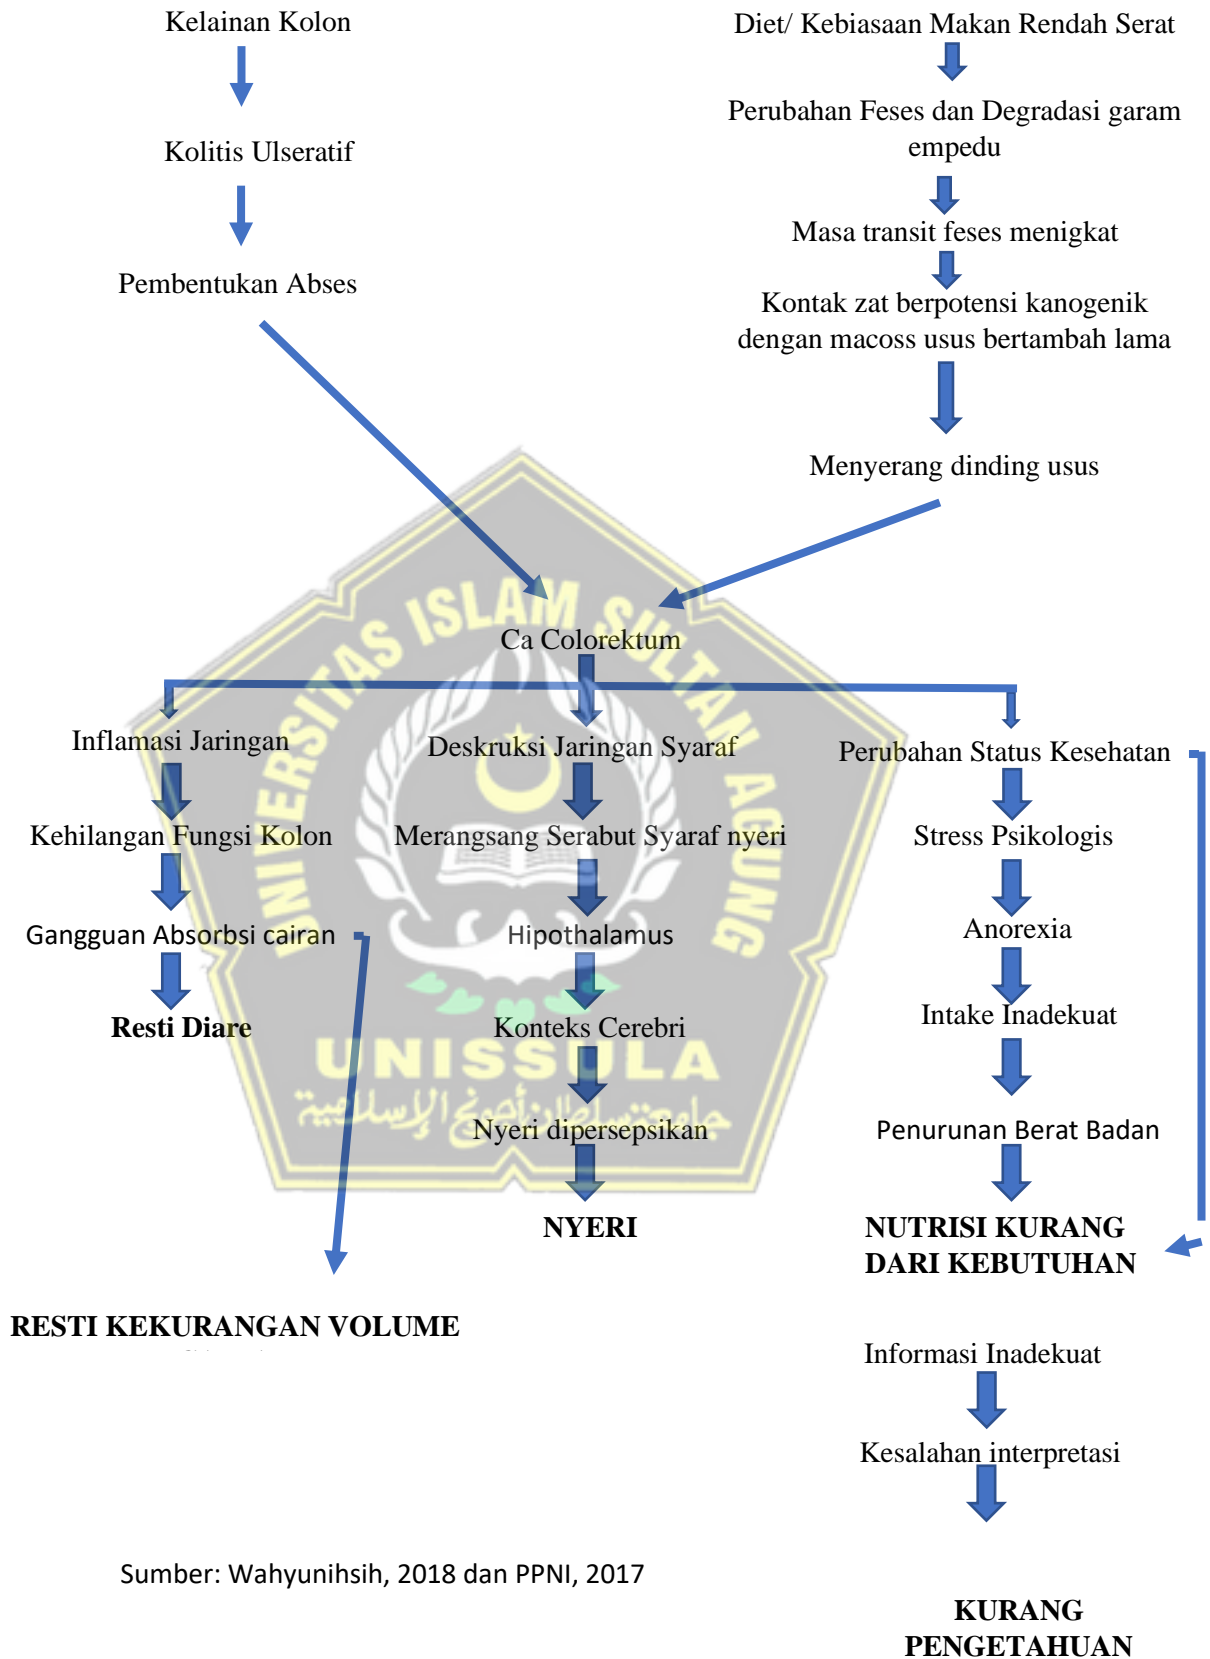 Kelainan Kolon
Kolitis Ulseratif
Pembentukan Abses
Diet/ Kebiasaan Makan Rendah Serat
Perubahan Feses dan Degradasi garam
empedu
Masa transit feses menigkat
Kontak zat berpotensi kanogenik
dengan macoss usus bertambah lama
Menyerang dinding usus
Ca Colorektum
Inflamasi Jaringan
Kehilangan Fungsi Kolon
Gangguan Absorbsi cairan
Resti Diare
RESTI KEKURANGAN VOLUME
Deskruksi Jaringan Syaraf
Merangsang Serabut Syaraf nyeri
Hipothalamus
Konteks Cerebri
Nyeri dipersepsikan
NYERI
Perubahan Status Kesehatan
Stress Psikologis
Anorexia
Intake Inadekuat
Penurunan Berat Badan
NUTRISI KURANG
DARI KEBUTUHAN
Informasi Inadekuat
Kesalahan interpretasi
KURANG
PENGETAHUAN
Sumber: Wahyunihsih, 2018 dan PPNI, 2017
UNIVERSITAS ISLAM SULTAN AGUNG
UNISSULA
جامعتسلطان أجونج الإسلامية